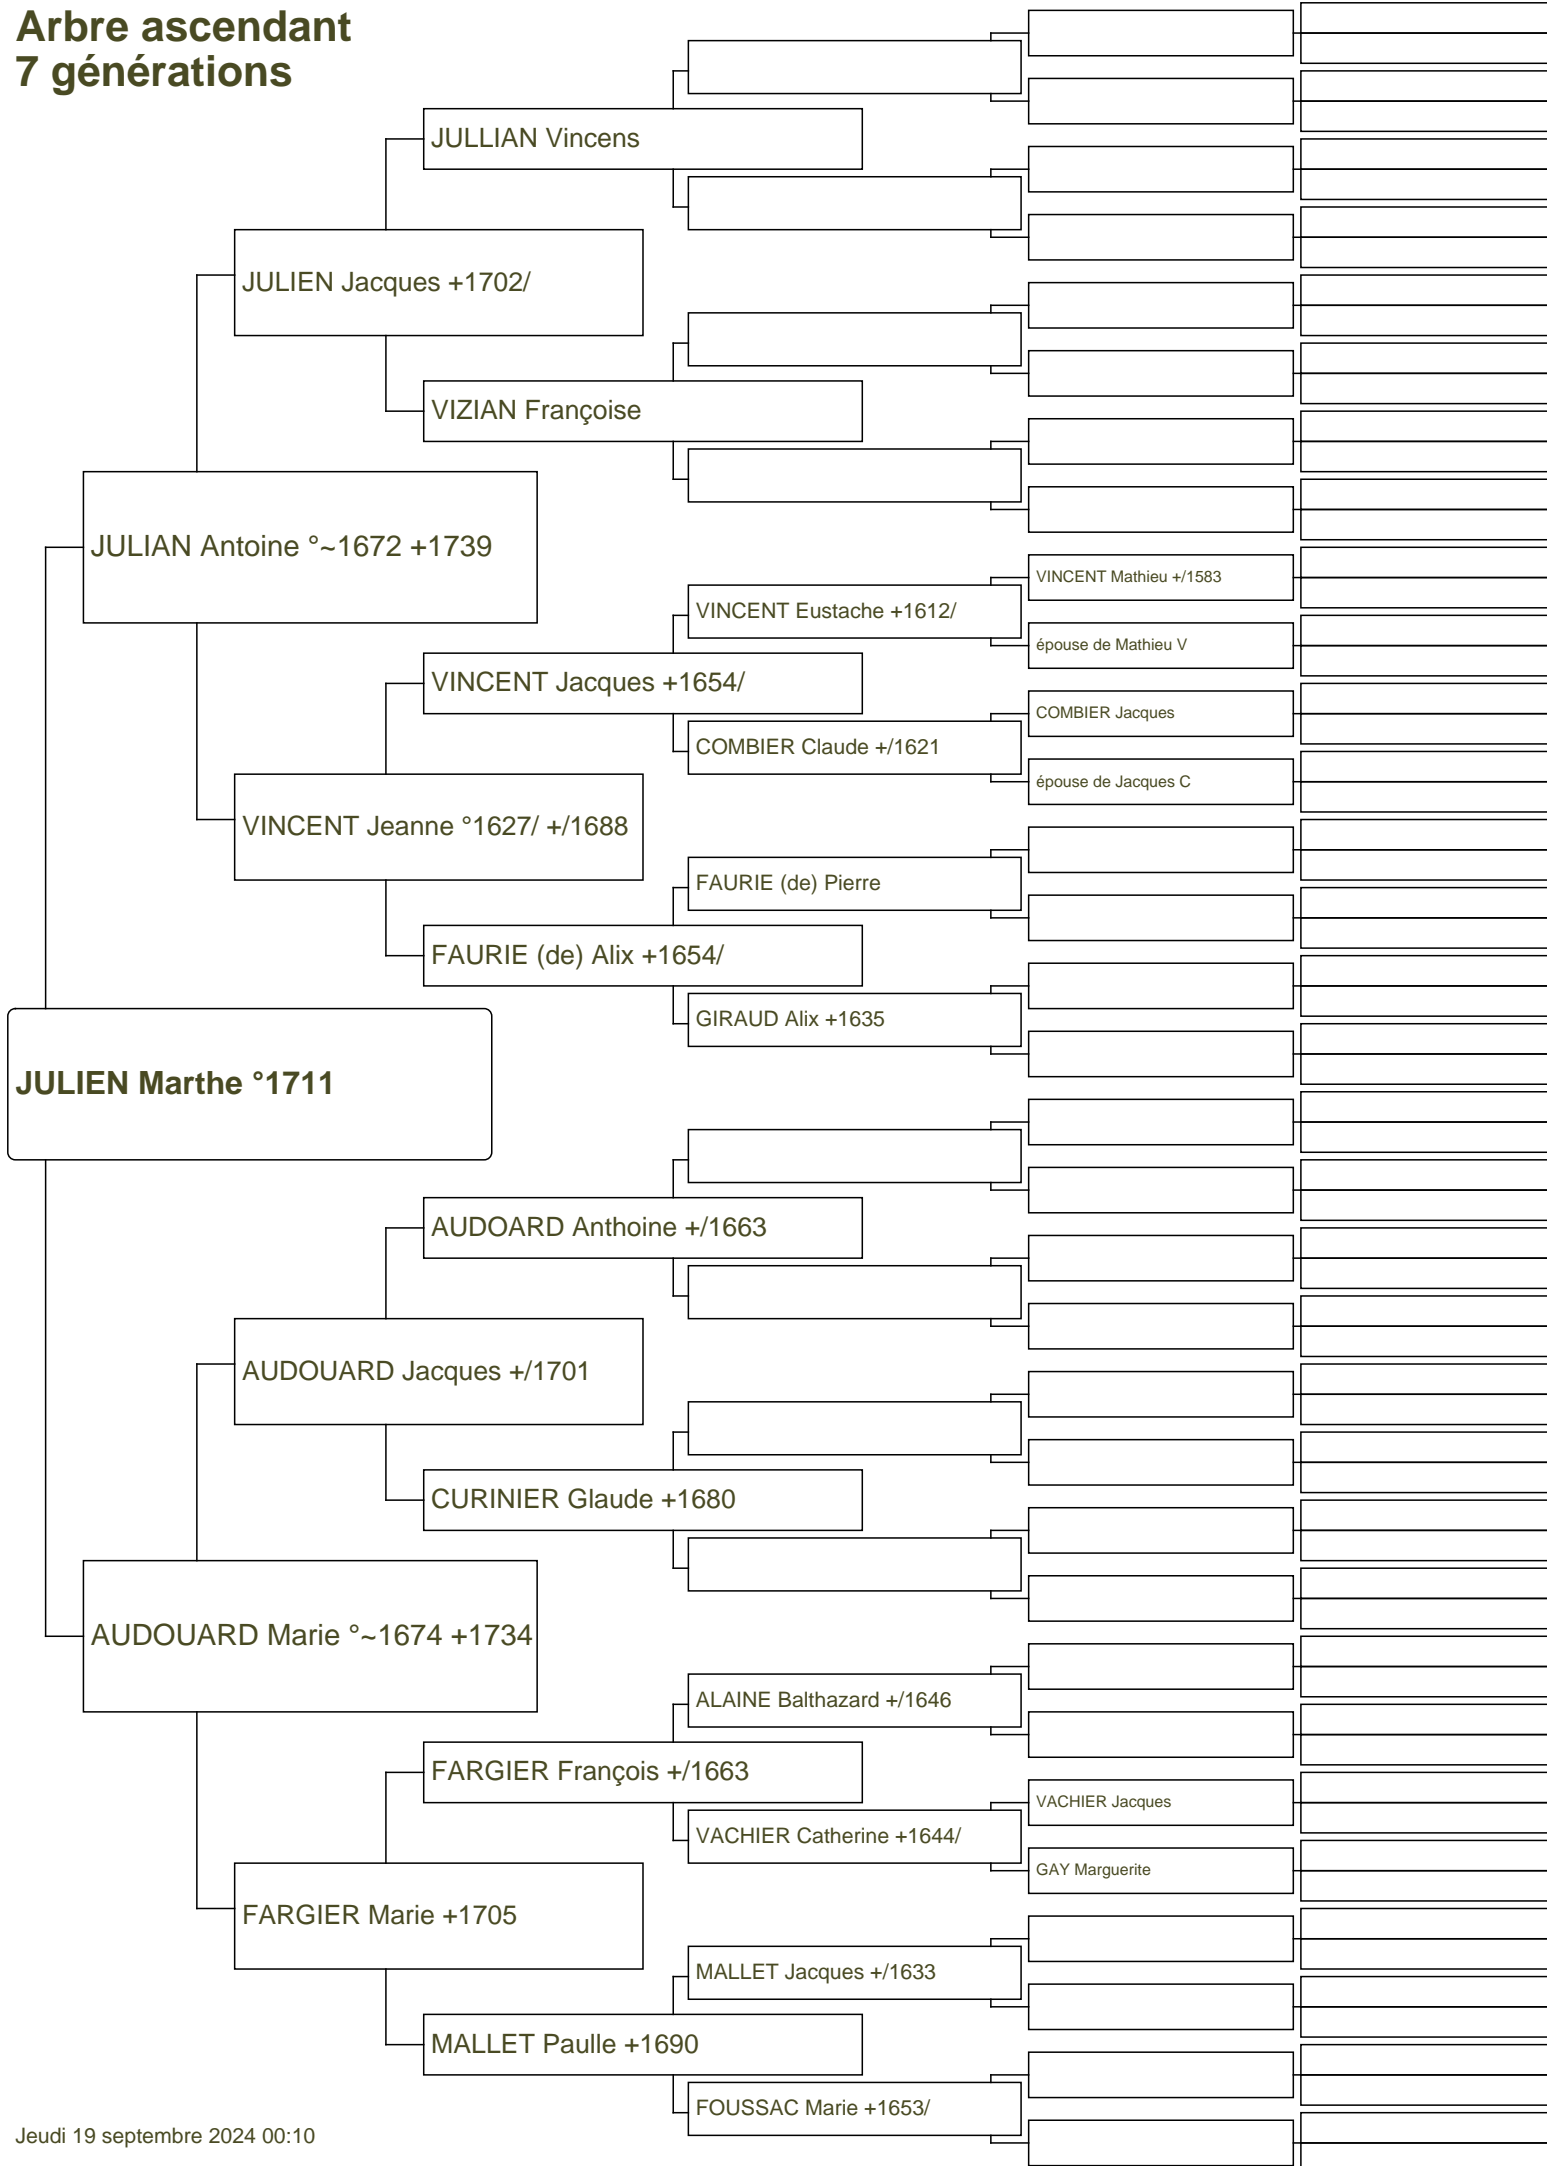 Arbre ascendant
7 générations
JULLIAN Vincens
JULIEN Jacques +1702/
VIZIAN Françoise
JULIAN Antoine °~1672 +1739
VINCENT Mathieu +/1583
VINCENT Eustache +1612/
épouse de Mathieu V
VINCENT Jacques +1654/
COMBIER Jacques
COMBIER Claude +/1621
épouse de Jacques C
VINCENT Jeanne °1627/ +/1688
FAURIE (de) Pierre
FAURIE (de) Alix +1654/
GIRAUD Alix +1635
JULIEN Marthe °1711
AUDOARD Anthoine +/1663
AUDOUARD Jacques +/1701
CURINIER Glaude +1680
AUDOUARD Marie °~1674 +1734
ALAINE Balthazard +/1646
FARGIER François +/1663
VACHIER Jacques
VACHIER Catherine +1644/
GAY Marguerite
FARGIER Marie +1705
MALLET Jacques +/1633
MALLET Paulle +1690
FOUSSAC Marie +1653/
Jeudi 19 septembre 2024 00:10